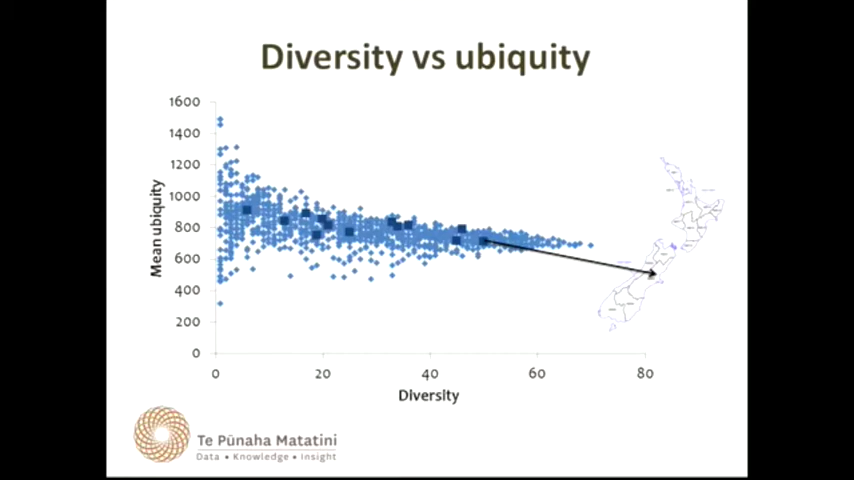 Diversity vs ubiquity
1600
1400
1200
1000
800
600
400
200
0
Mean ubiquity
0 20 40 60 80
Diversity
Te Pūnaha Matatini
Data • Knowledge • Insight